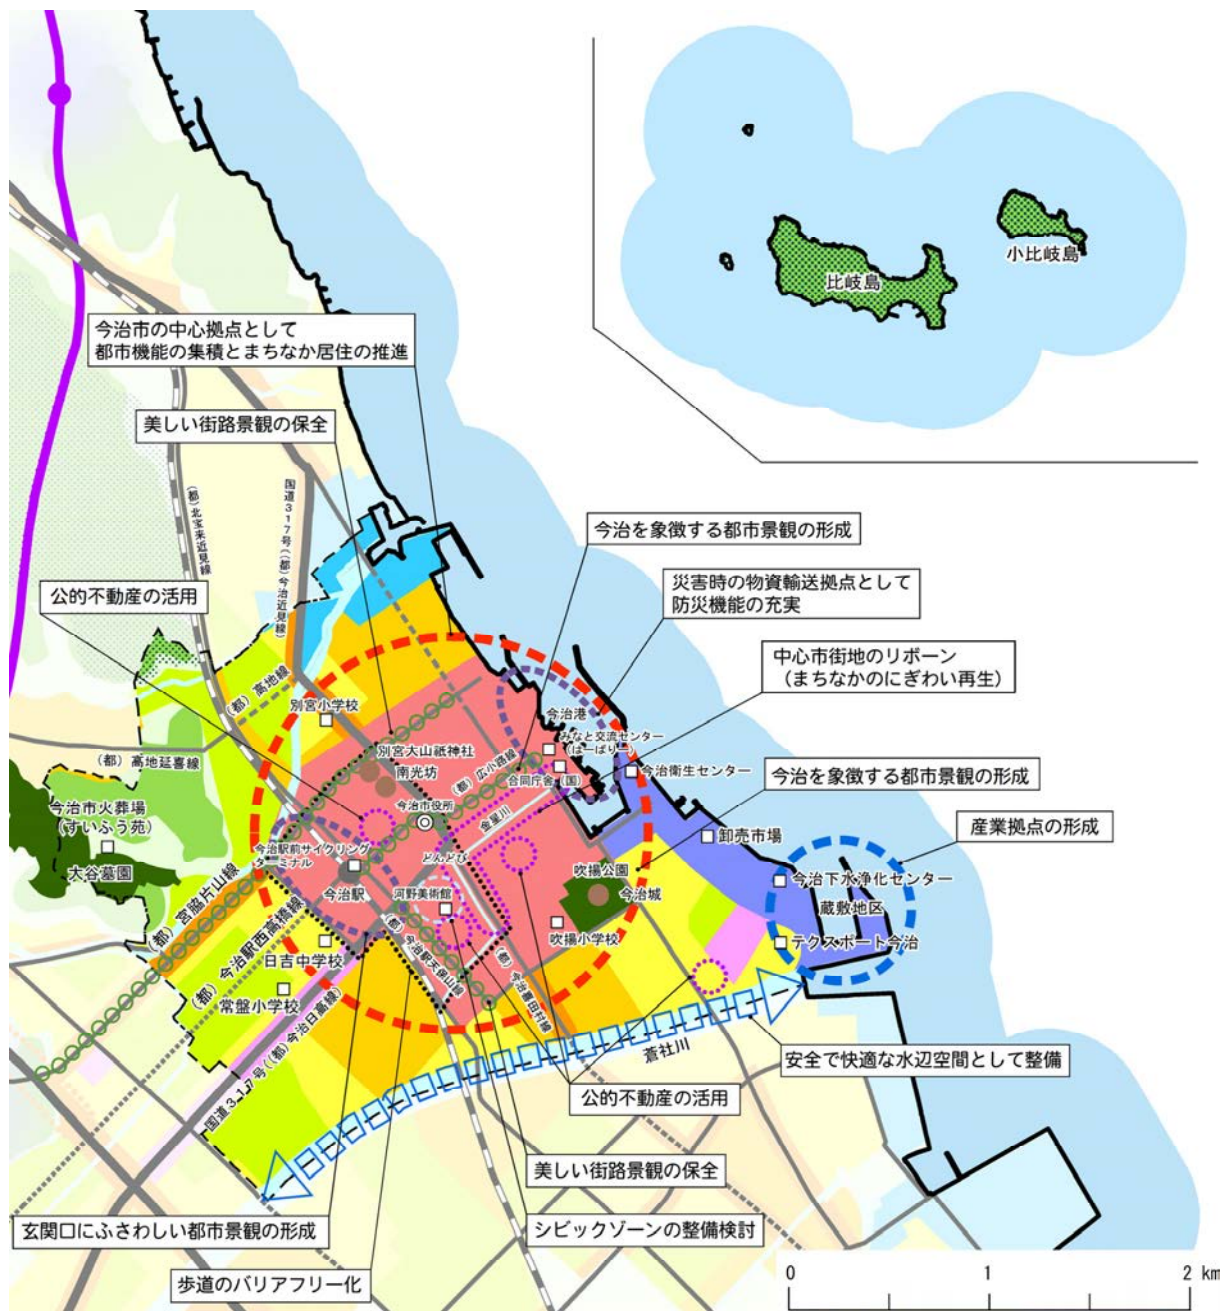 小比岐島
比岐島
今治市の中心拠点として
都市機能の集積とまちなか居住の推進
美しい街路景観の保全
(都)北宝来近見線
国道317号((都)今治近見線)
今治を象徴する都市景観の形成
災害時の物資輸送拠点として
防災機能の充実
公的不動産の活用
中心市街地のリボーン
(まちなかのにぎわい再生)
(都)高地線
別宮小学校
今治港
みなと交流センター
(はーばりー)
(都)高地延喜線
別宮大山祇神社
(都)広小路線
合同庁舎(国)
今治衛生センター
今治を象徴する都市景観の形成
南光坊
今治市火葬場
(すいふう苑)
今治市役所
金星川
卸売市場
産業拠点の形成
今治駅前サイクリング
ターミナル
どんどび
大谷墓園
吹揚公園
今治下水浄化センター
今治駅
河野美術館
今治城
蔵敷地区
(都)宮脇片山線
(都)今治駅西高橋線
日吉中学校
(都)今治駅天保山線
吹揚小学校
テクスポート今治
(都)今治喜田村線
常盤小学校
国道317号((都)今治日高線)
蒼社川
安全で快適な水辺空間として整備
公的不動産の活用
美しい街路景観の保全
玄関口にふさわしい都市景観の形成
シビックゾーンの整備検討
歩道のバリアフリー化
0 1 2 km